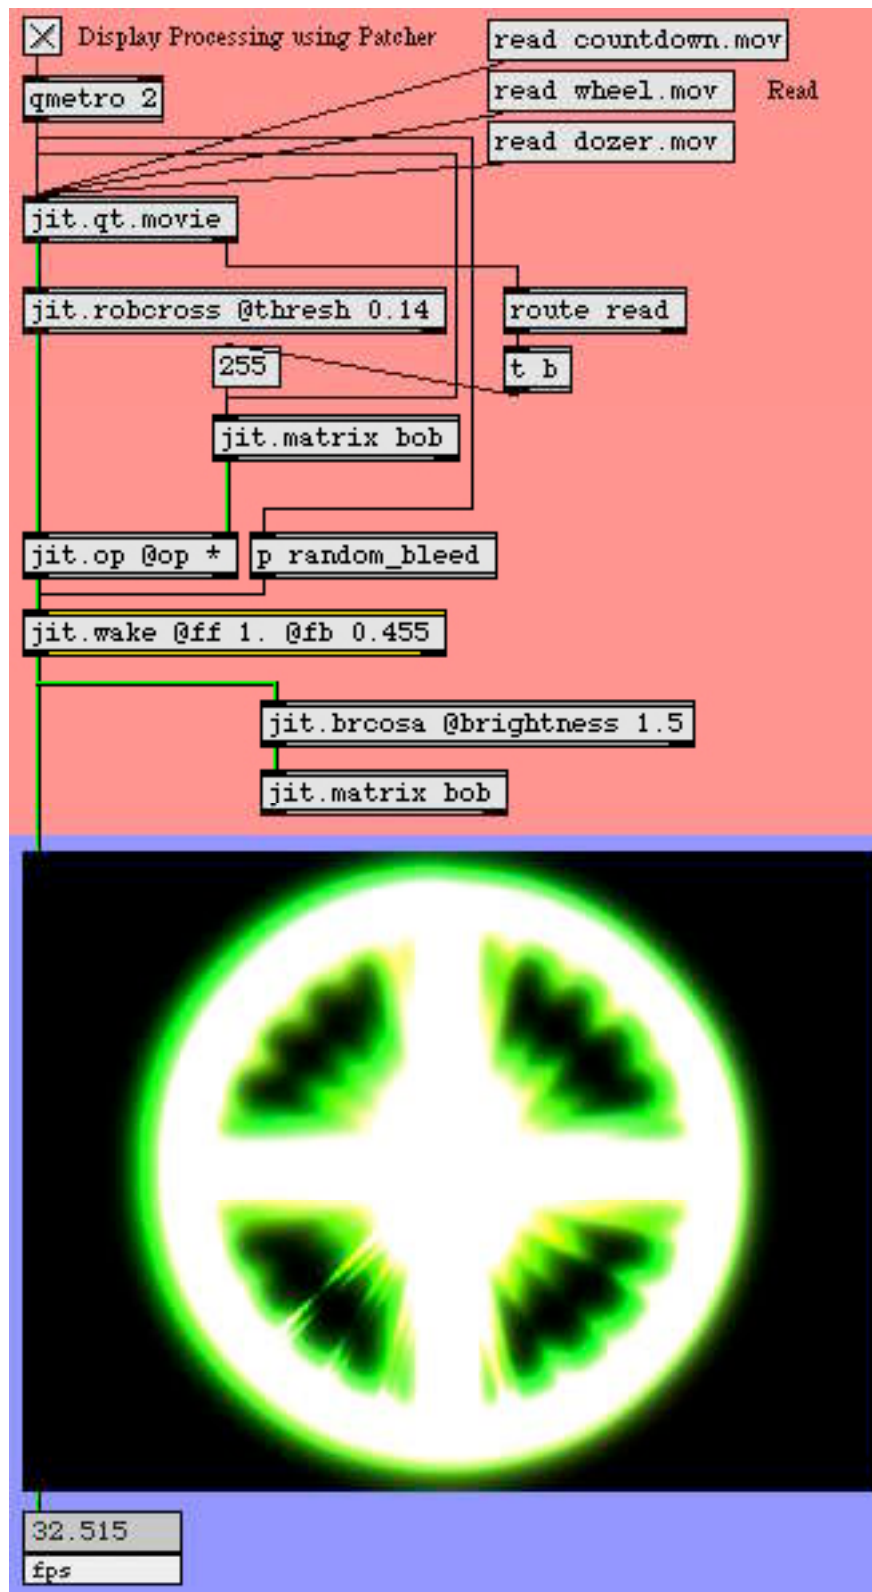 Display Processing using Patcher
read countdown.mov
qmetro 2
read wheel.mov
Read
read dozer.mov
jit.qt.movie
jit.robcross @thresh 0.14
route read
255
t b
jit.matrix bob
jit.op @op *
p random_bleed
jit.wake @ff 1. @fb 0.455
jit.brcosa @brightness 1.5
jit.matrix bob
32.515
fps